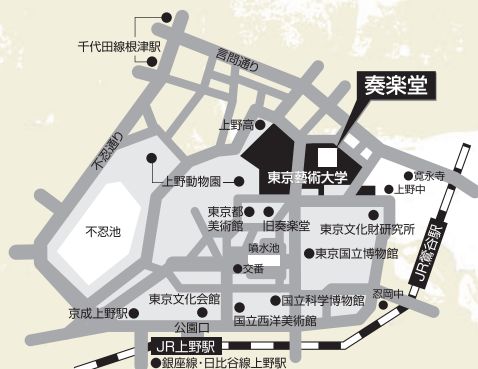 千代田線根津駅
言問通り
奏楽堂
上野高
不忍通り
東京藝術大学
寛永寺
上野中
上野動物園
東京都
美術館
旧奏楽堂
東京文化財研究所
不忍池
噴水池
東京国立博物館
JR鶯谷駅
交番
東京文化会館
国立科学博物館
忍岡中
京成上野駅
公園口
国立西洋美術館
JR上野駅
銀座線・日比谷線上野駅